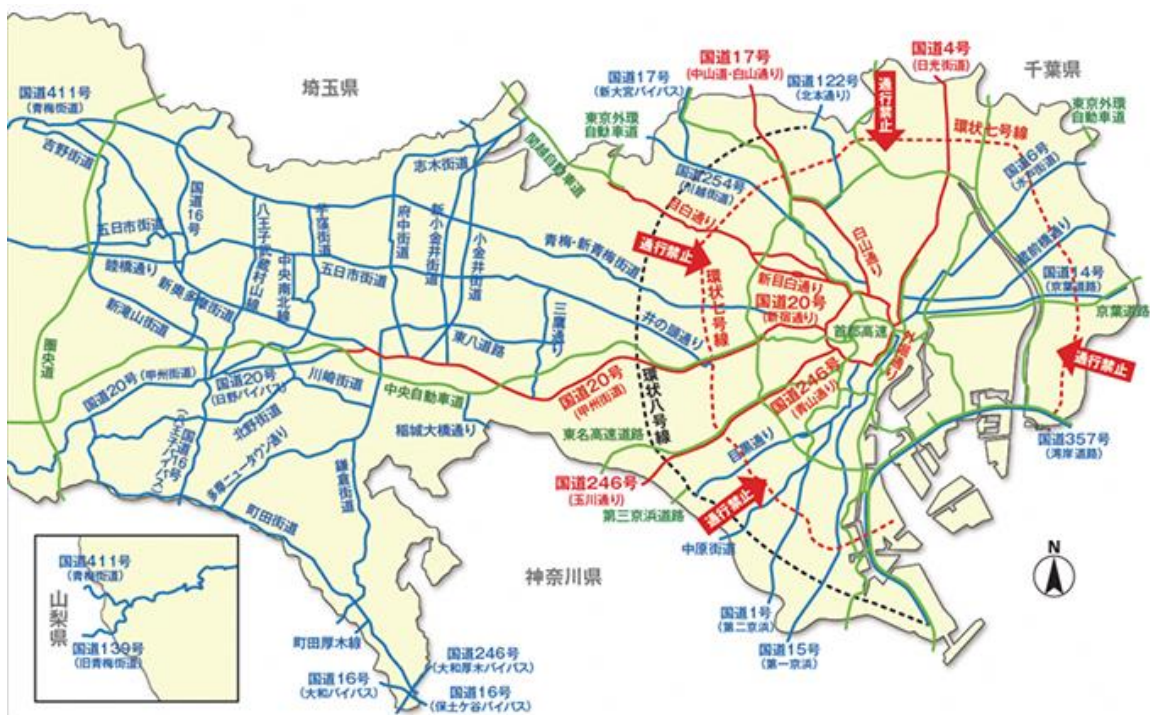 国道17号
(中山道・白山通り)
国道4号
(日光街道)
千葉県
埼玉県
国道17号
(新大宮バイパス)
国道122号
(北本通り)
通行禁止
国道411号
(青梅街道)
東京外環
自動車道
東京外環
自動車道
環状七号線
関越自動車道
国道6号
(水戸街道)
吉野街道
志木街道
国道254号
(川越街道)
国道16号
八王子武蔵村山線
芋窪街道
中央南北線
府中街道
新小金井街道
小金井街道
目白通り
白山通り
蔵前橋通り
五日市街道
睦橋通り
新奥多摩街道
五日市街道
青梅・新青梅街道
通行禁止
環状七号線
新目白通り
国道14号
(京葉道路)
新滝山街道
三鷹通り
井の頭通り
国道20号
(新宿通り)
首都高速
京葉道路
東八道路
外堀通り
通行禁止
圏央道
国道20号(甲州街道)
国道20号
(日野バイパス)
川崎街道
中央自動車道
国道20号
(甲州街道)
環状八号線
国道246号
(青山通り)
北野街道
稲城大橋通り
東名高速道路
目黒通り
国道357号
(湾岸道路)
国道16号
(八王子バイパス)
多摩ニュータウン通り
鎌倉街道
国道246号
(玉川通り)
通行禁止
第三京浜道路
町田街道
中原街道
N
国道411号
(青梅街道)
神奈川県
山梨県
国道1号
(第二京浜)
国道139号
(旧青梅街道)
町田厚木線
国道15号
(第一京浜)
国道246号
(大和厚木バイパス)
国道16号
(大和バイパス)
国道16号
(保土ケ谷バイパス)